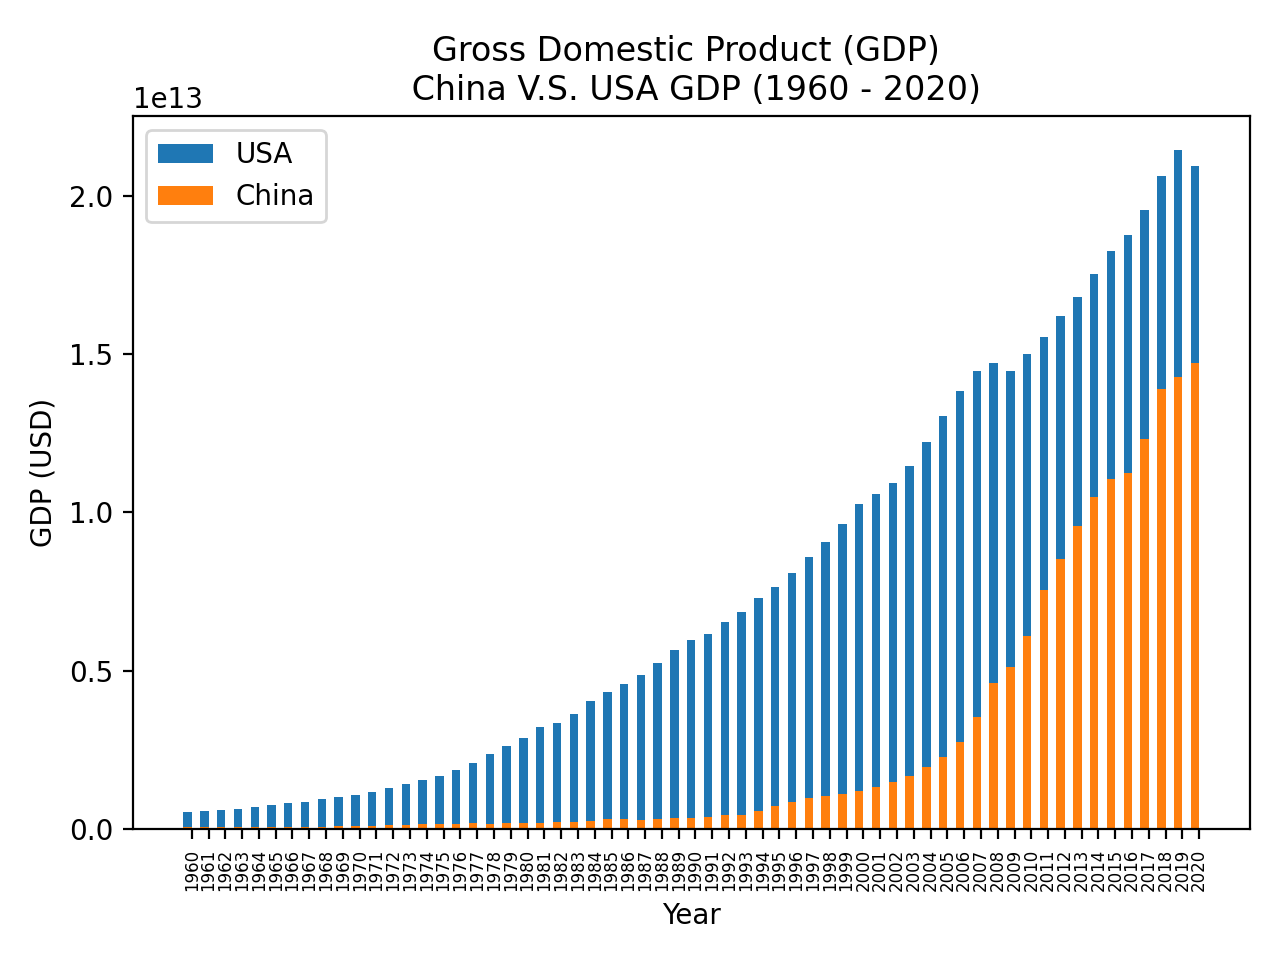 Gross Domestic Product (GDP)
China V.S. USA GDP (1960 - 2020)
1e13
USA
China
2.0
1.5
1.0
0.5
0.0
GDP (USD)
1960 1961 1962 1963 1964 1965 1966 1967 1968 1969 1970 1971 1972 1973 1974 1975 1976 1977 1978 1979 1980 1981 1982 1983 1984 1985 1986 1987 1988 1989 1990 1991 1992 1993 1994 1995 1996 1997 1998 1999 2000 2001 2002 2003 2004 2005 2006 2007 2008 2009 2010 2011 2012 2013 2014 2015 2016 2017 2018 2019 2020
Year